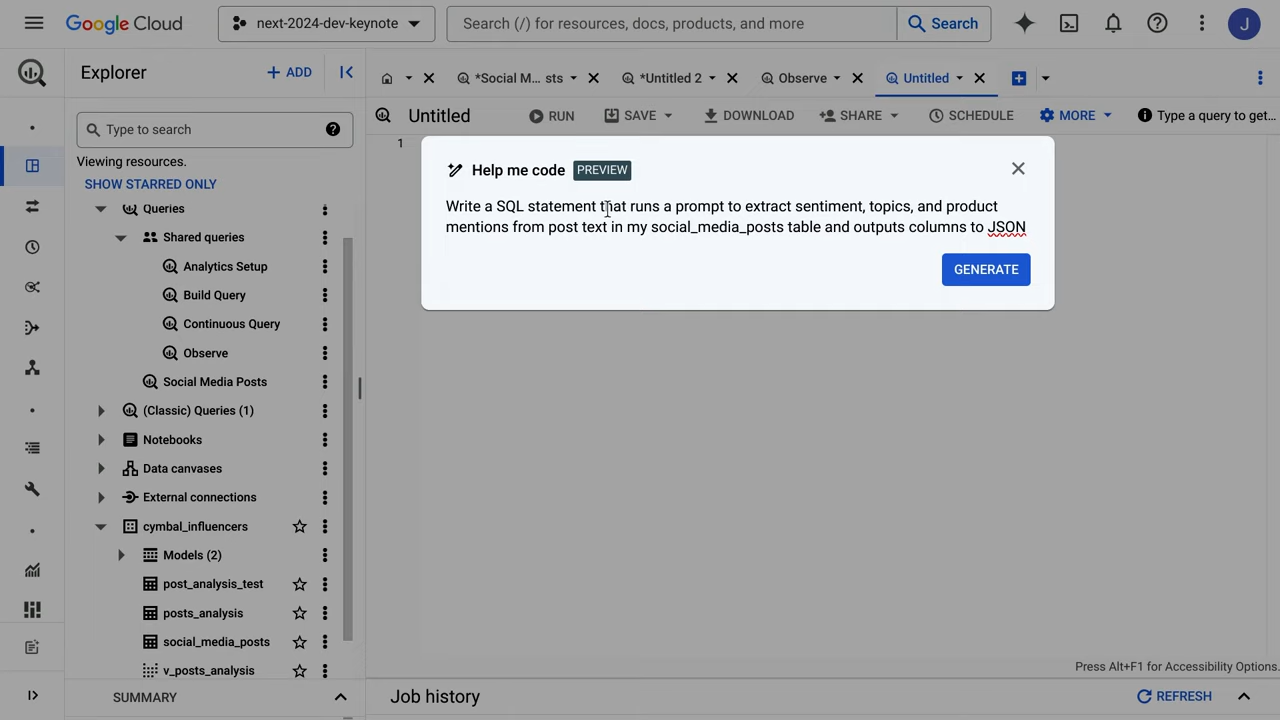 Google Cloud
next-2024-dev-keynote
Search (/) for resources, docs, products, and more
Search
J
Explorer
+ ADD
*Social M... sts
*Untitled 2
Observe
Untitled
Untitled
RUN
SAVE
DOWNLOAD
SHARE
SCHEDULE
MORE
Type a query to get...
Type to search
Viewing resources.
SHOW STARRED ONLY
Queries
Shared queries
Analytics Setup
Build Query
Continuous Query
Observe
Social Media Posts
(Classic) Queries (1)
Notebooks
Data canvases
External connections
cymbal_influencers
Models (2)
post_analysis_test
posts_analysis
social_media_posts
v_posts_analysis
SUMMARY
1
Help me code
PREVIEW
Write a SQL statement that runs a prompt to extract sentiment, topics, and product
mentions from post text in my social_media_posts table and outputs columns to JSON
GENERATE
Press Alt+F1 for Accessibility Options.
Job history
REFRESH